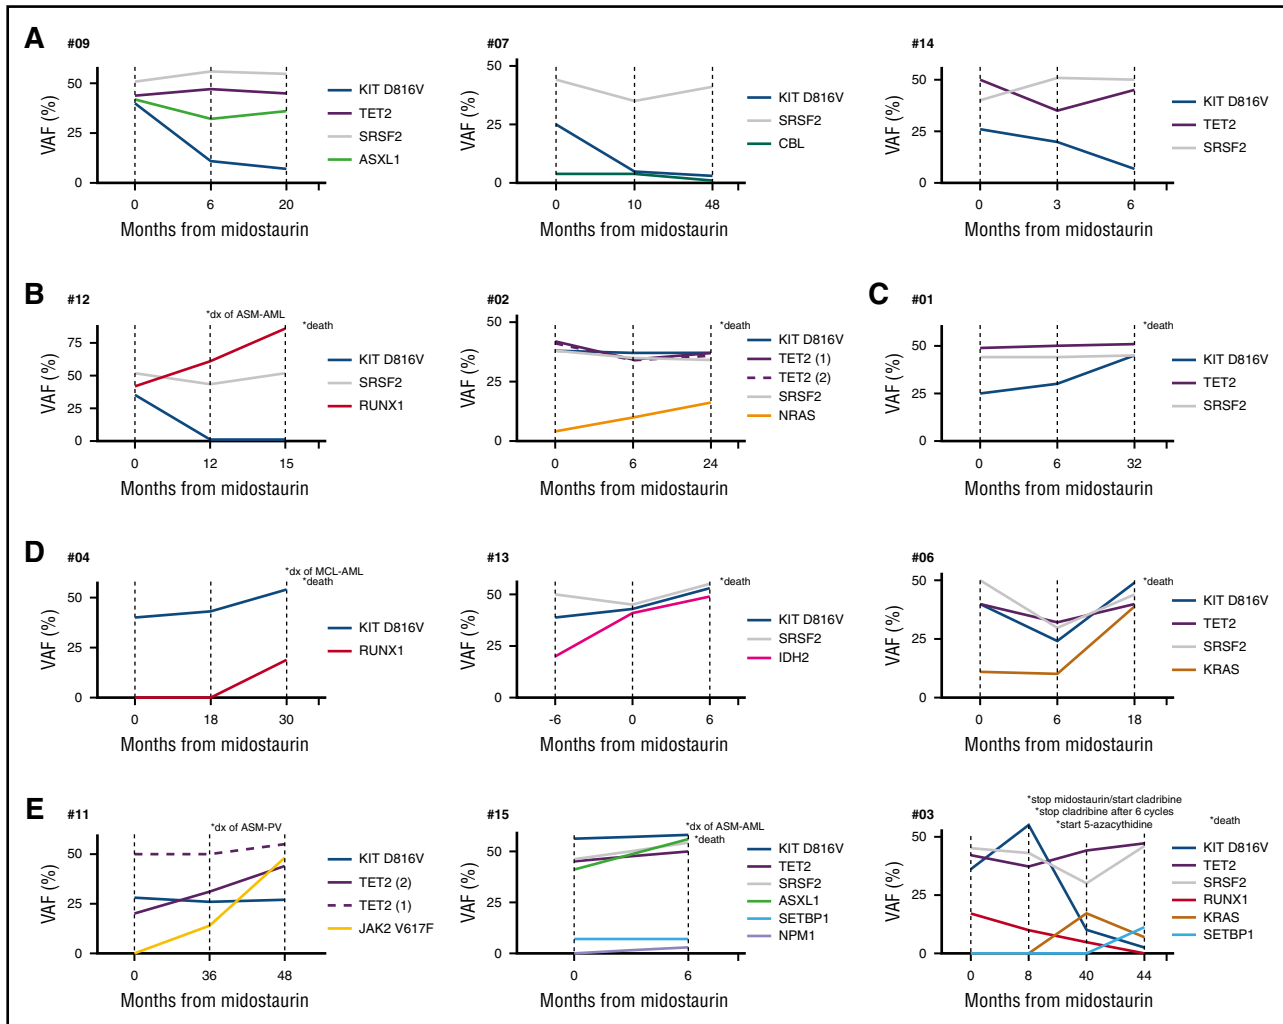 A
#09
VAF (%)
50
25
0
0 6 20
Months from midostaurin
KIT D816V
TET2
SRSF2
ASXL1
#07
VAF (%)
50
25
0
0 10 48
Months from midostaurin
KIT D816V
SRSF2
CBL
#14
VAF (%)
50
25
0
0 3 6
Months from midostaurin
KIT D816V
TET2
SRSF2
B
#12
*dx of ASM-AML
*death
VAF (%)
75
50
25
0
0 12 15
Months from midostaurin
KIT D816V
SRSF2
RUNX1
#02
*death
VAF (%)
50
25
0
0 6 24
Months from midostaurin
KIT D816V
TET2 (1)
TET2 (2)
SRSF2
NRAS
C
#01
*death
VAF (%)
50
25
0
0 6 32
Months from midostaurin
KIT D816V
TET2
SRSF2
D
#04
*dx of MCL-AML
*death
VAF (%)
50
25
0
0 18 30
Months from midostaurin
KIT D816V
RUNX1
#13
*death
VAF (%)
50
25
0
-6 0 6
Months from midostaurin
KIT D816V
SRSF2
IDH2
#06
*death
VAF (%)
50
25
0
0 6 18
Months from midostaurin
KIT D816V
TET2
SRSF2
KRAS
E
#11
*dx of ASM-PV
VAF (%)
50
25
0
0 36 48
Months from midostaurin
KIT D816V
TET2 (2)
TET2 (1)
JAK2 V617F
#15
*dx of ASM-AML
*death
VAF (%)
50
25
0
0 6
Months from midostaurin
KIT D816V
TET2
SRSF2
ASXL1
SETBP1
NPM1
#03
*stop midostaurin/start cladribine
*stop cladribine after 6 cycles
*start 5-azacythidine
*death
VAF (%)
50
25
0
0 8 40 44
Months from midostaurin
KIT D816V
TET2
SRSF2
RUNX1
KRAS
SETBP1